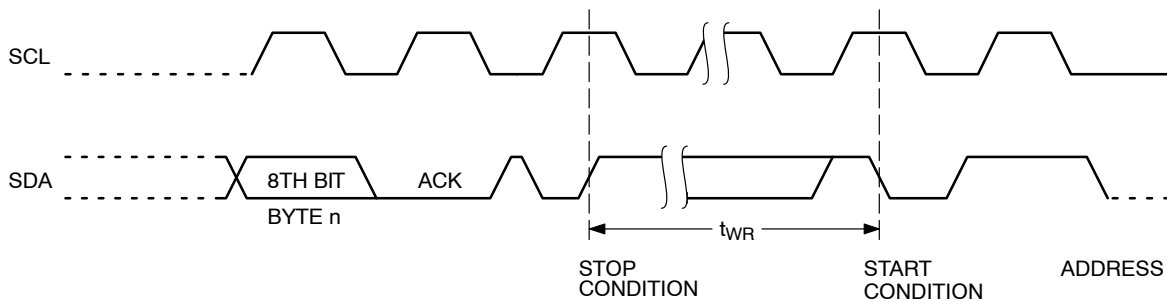 SCL
SDA
8TH BIT
ACK
BYTE n
tWR
STOP
CONDITION
START
CONDITION
ADDRESS